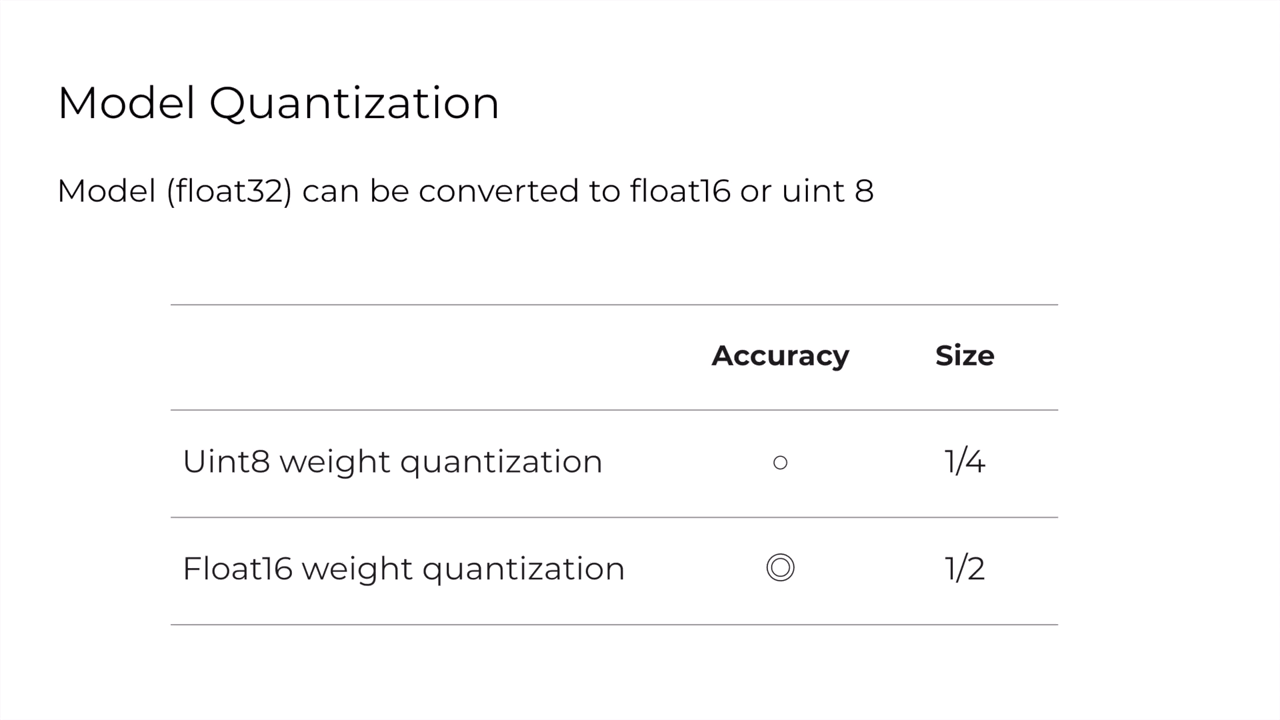 Model Quantization
Model (float32) can be converted to float16 or uint 8
Accuracy Size
Uint8 weight quantization ○ 1/4
Float16 weight quantization ◎ 1/2